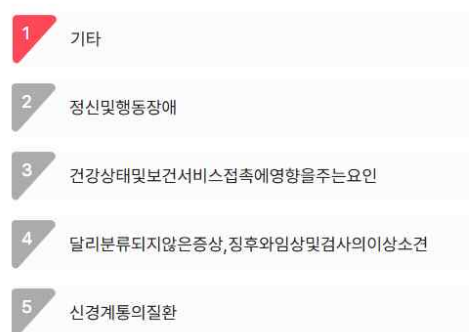 1 기타
2 정신및행동장애
3 건강상태및보건서비스접촉에영향을주는요인
4 달리분류되지않은증상,징후와임상및검사의이상소견
5 신경계통의질환